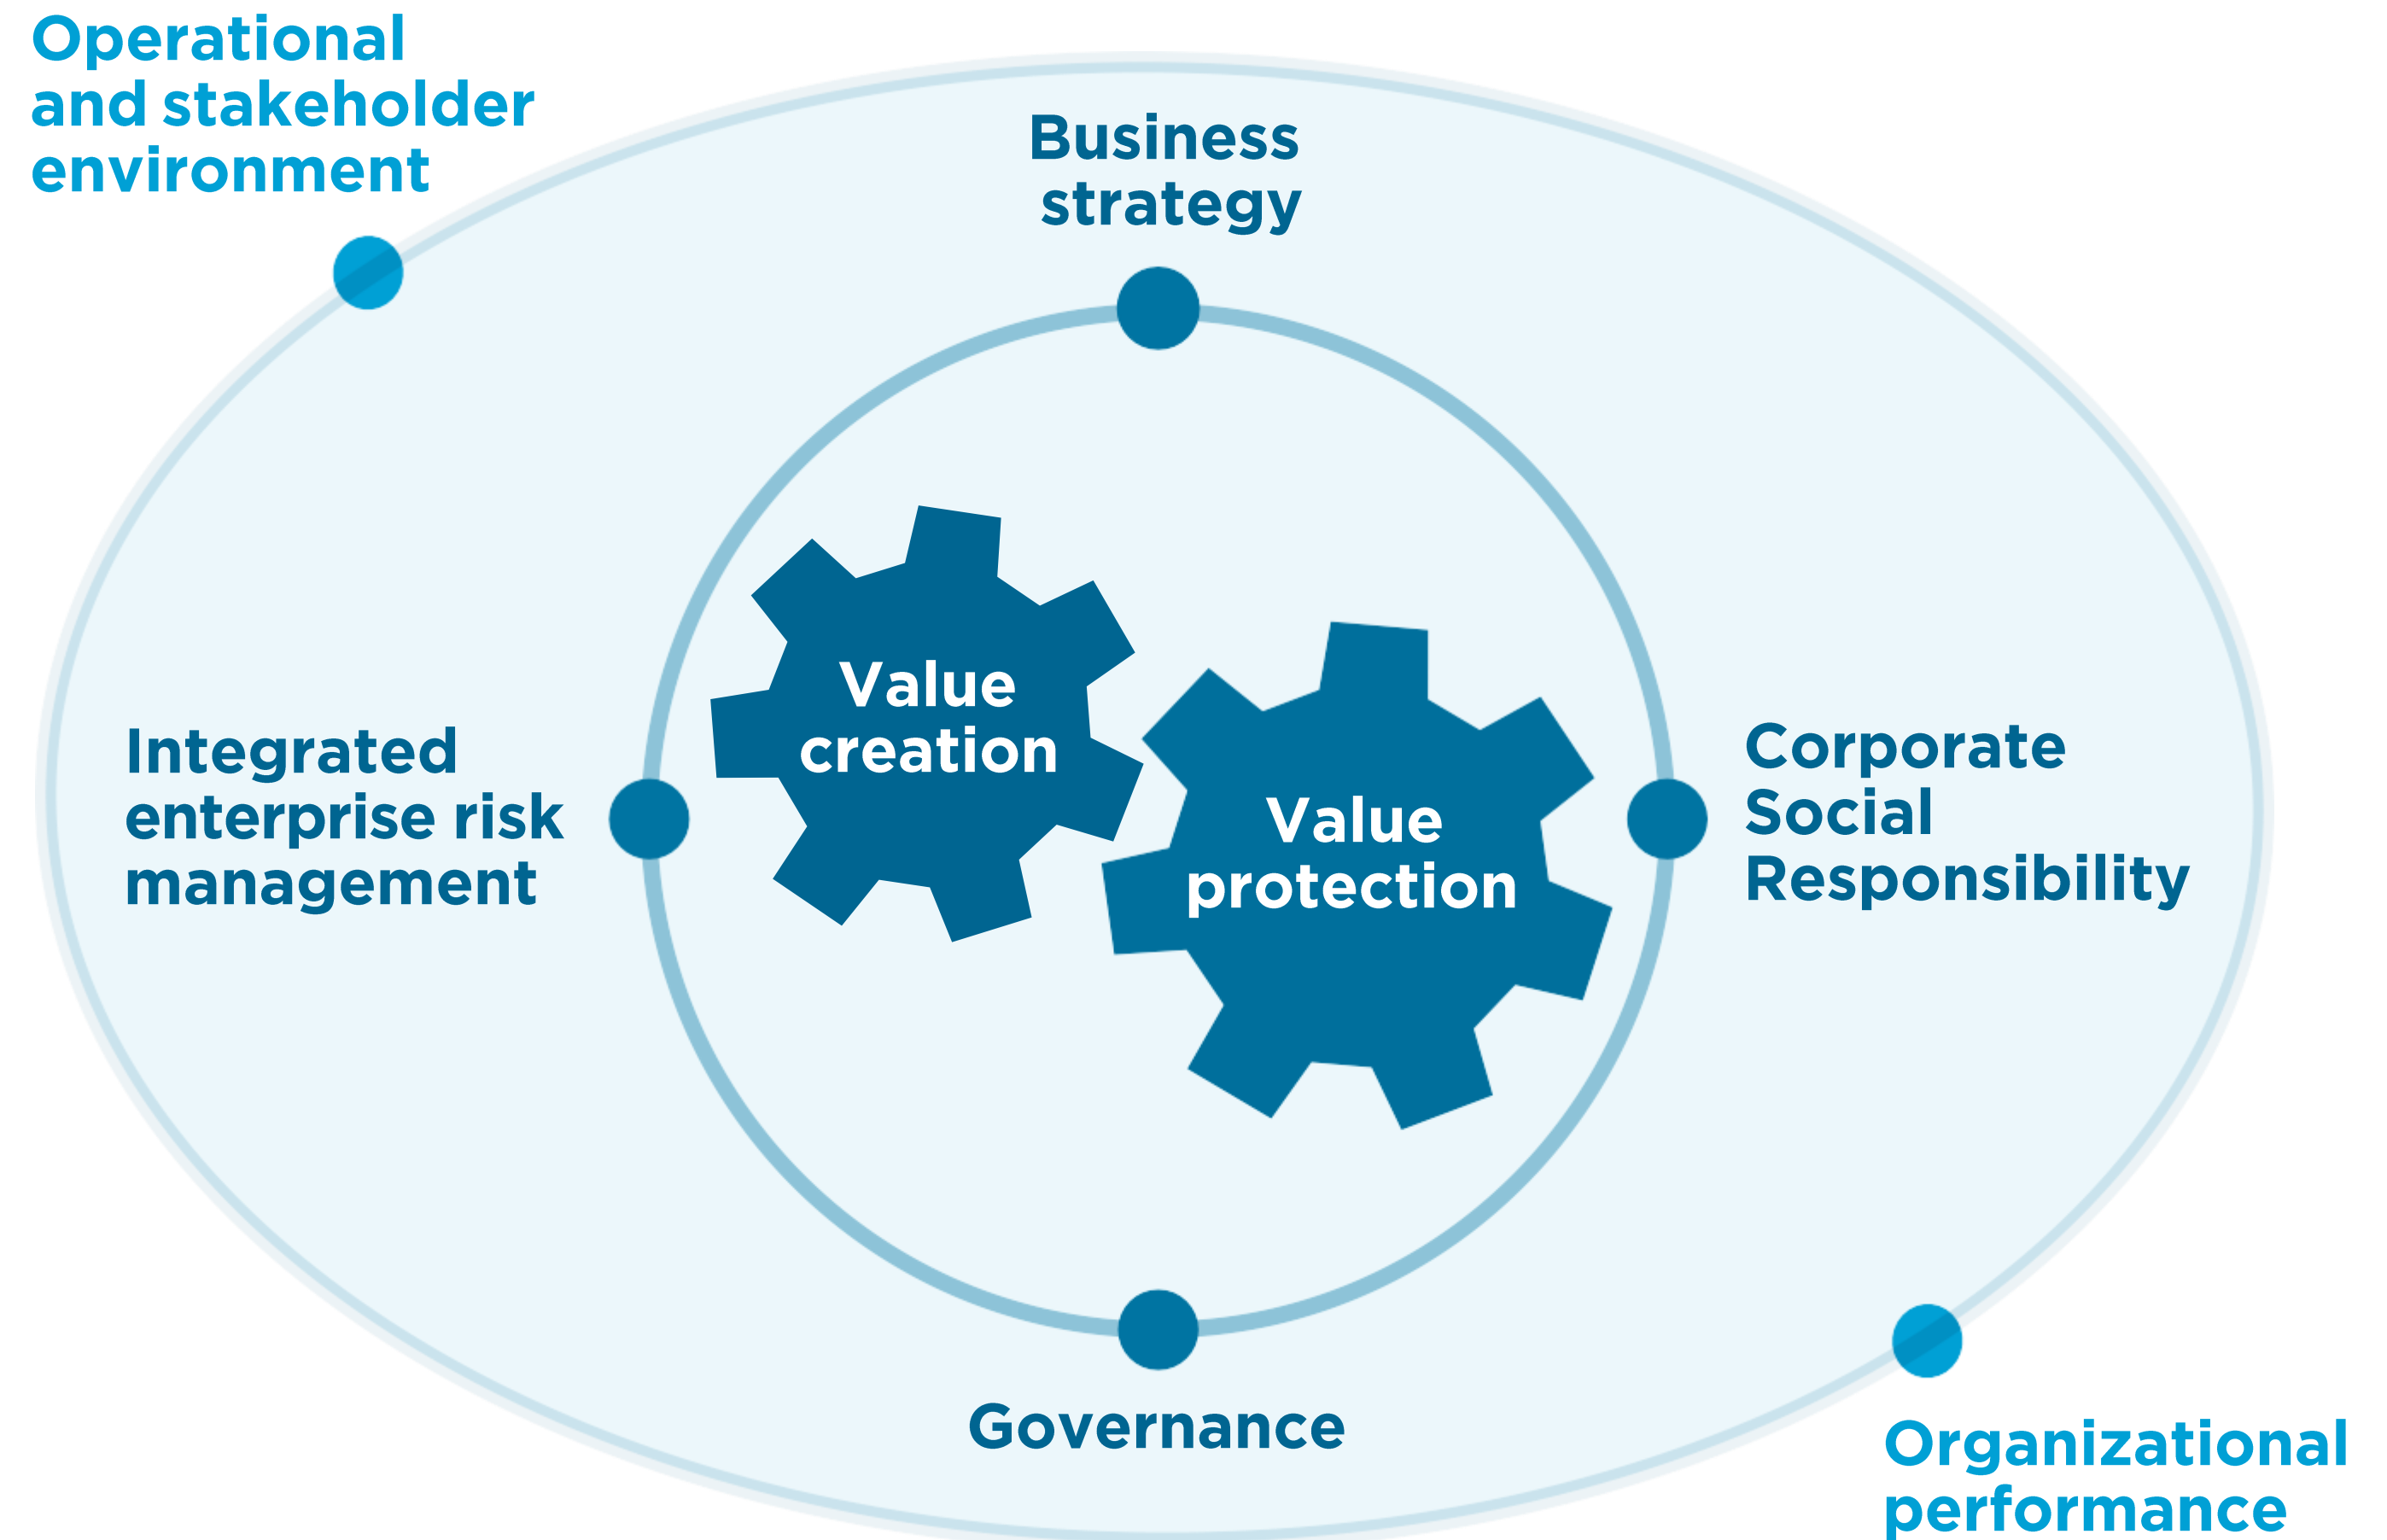 Operational
and stakeholder
environment
Business
strategy
Value
creation
Value
protection
Integrated
enterprise risk
management
Corporate
Social
Responsibility
Governance
Organizational
performance